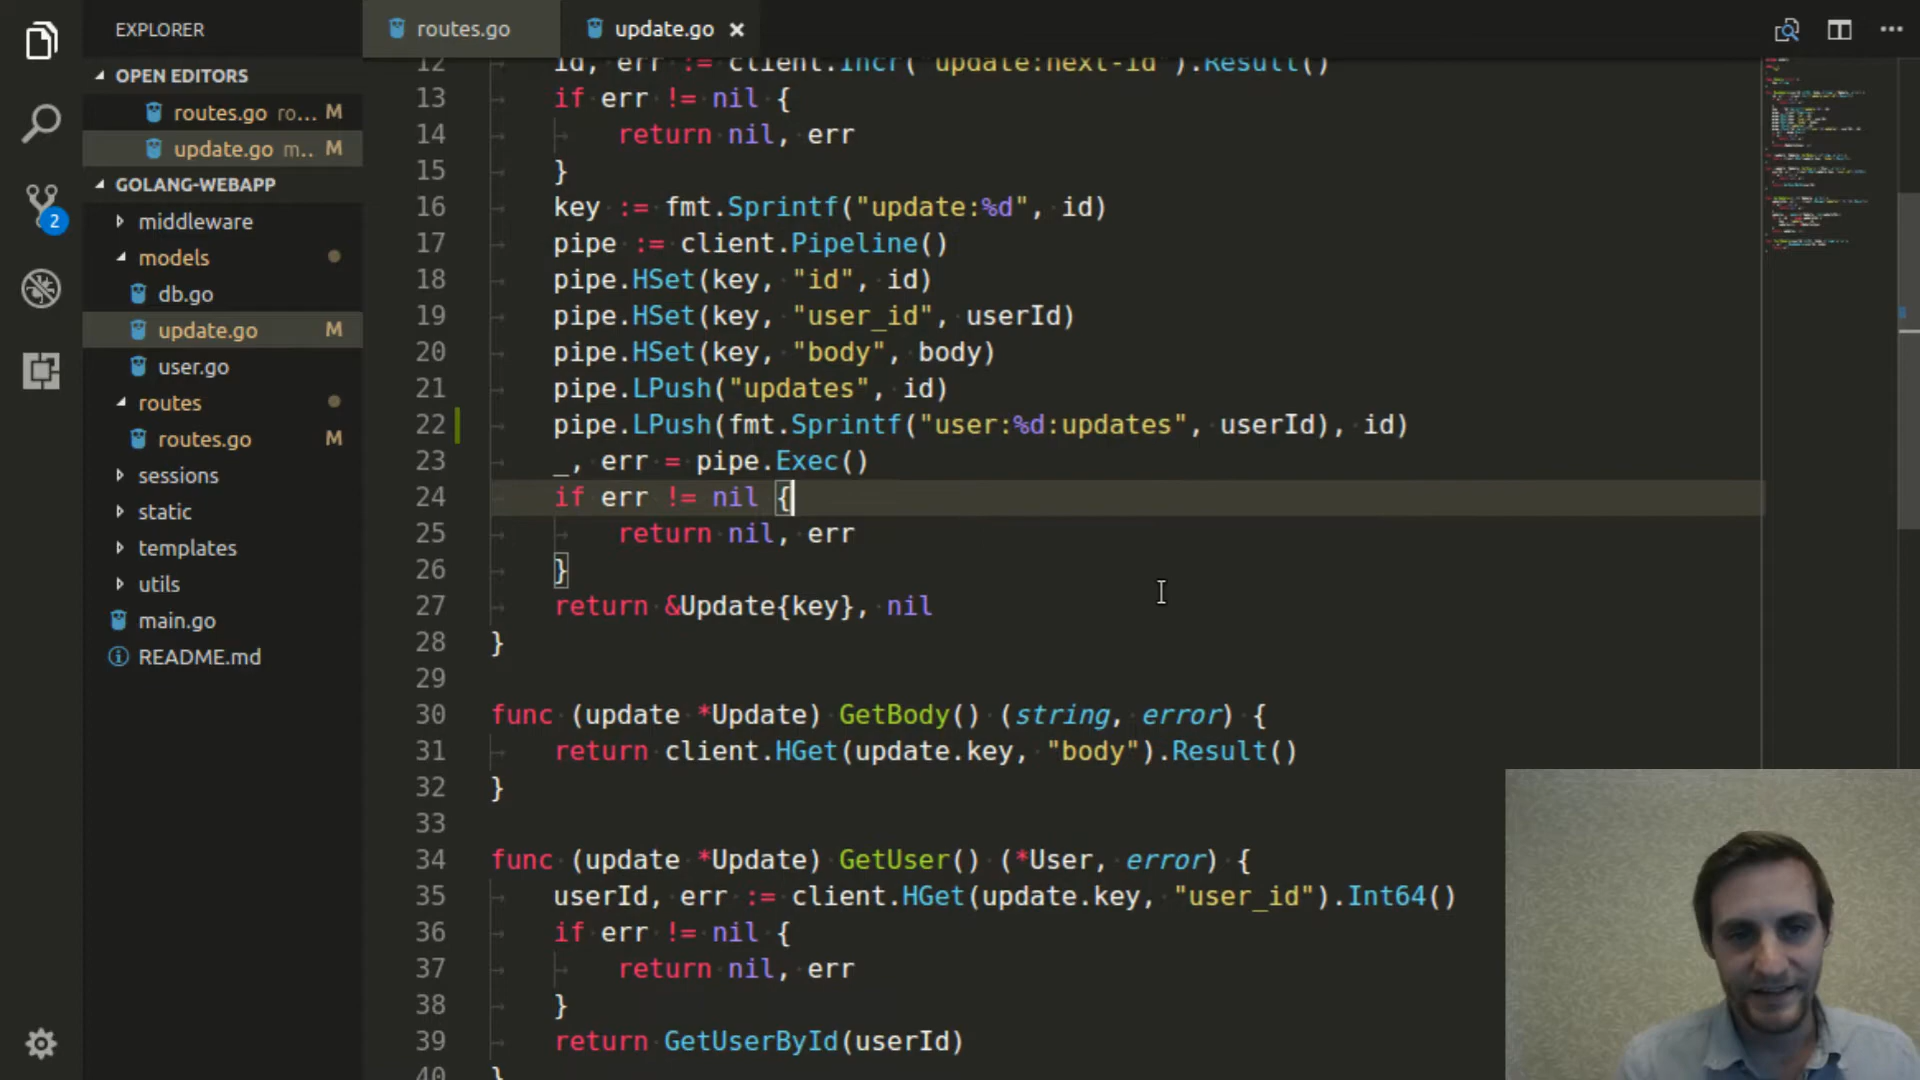 EXPLORER
routes.go
update.go
OPEN EDITORS
routes.go ro... M
update.go m.. M
GOLANG-WEBAPP
middleware
models
db.go
update.go M
user.go
routes
routes.go M
sessions
static
templates
utils
main.go
README.md
2
12 id, err := client.Incr("update:next-id").Result()
13 if err != nil {
14 return nil, err
15 }
16 key := fmt.Sprintf("update:%d", id)
17 pipe := client.Pipeline()
18 pipe.HSet(key, "id", id)
19 pipe.HSet(key, "user_id", userId)
20 pipe.HSet(key, "body", body)
21 pipe.LPush("updates", id)
22 pipe.LPush(fmt.Sprintf("user:%d:updates", userId), id)
23 _, err = pipe.Exec()
24 if err != nil {
25 return nil, err
26 }
27 return &Update{key}, nil
28 }
29
30 func (update *Update) GetBody() (string, error) {
31 return client.HGet(update.key, "body").Result()
32 }
33
34 func (update *Update) GetUser() (*User, error) {
35 userId, err := client.HGet(update.key, "user_id").Int64()
36 if err != nil {
37 return nil, err
38 }
39 return GetUserById(userId)
40 }